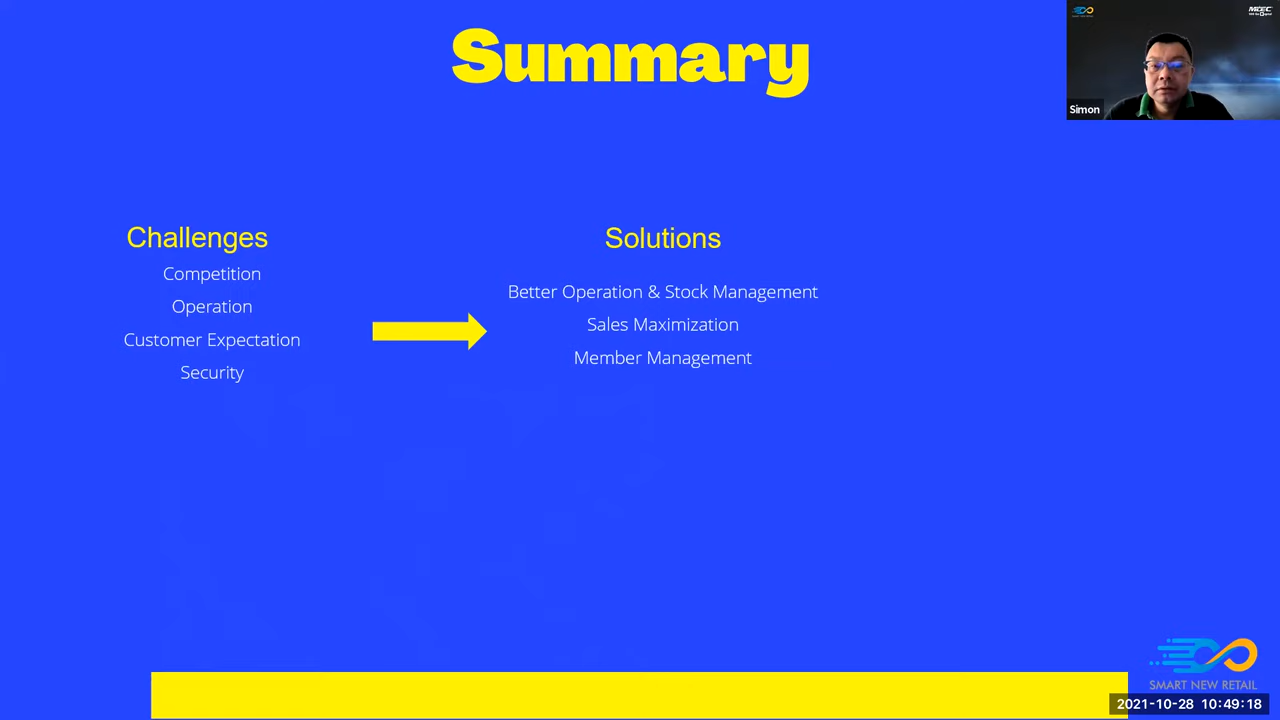 Summary
Simon
Challenges
Competition
Operation
Customer Expectation
Security
Solutions
Better Operation & Stock Management
Sales Maximization
Member Management
SMART NEW RETAIL
2021-10-28 10:49:18